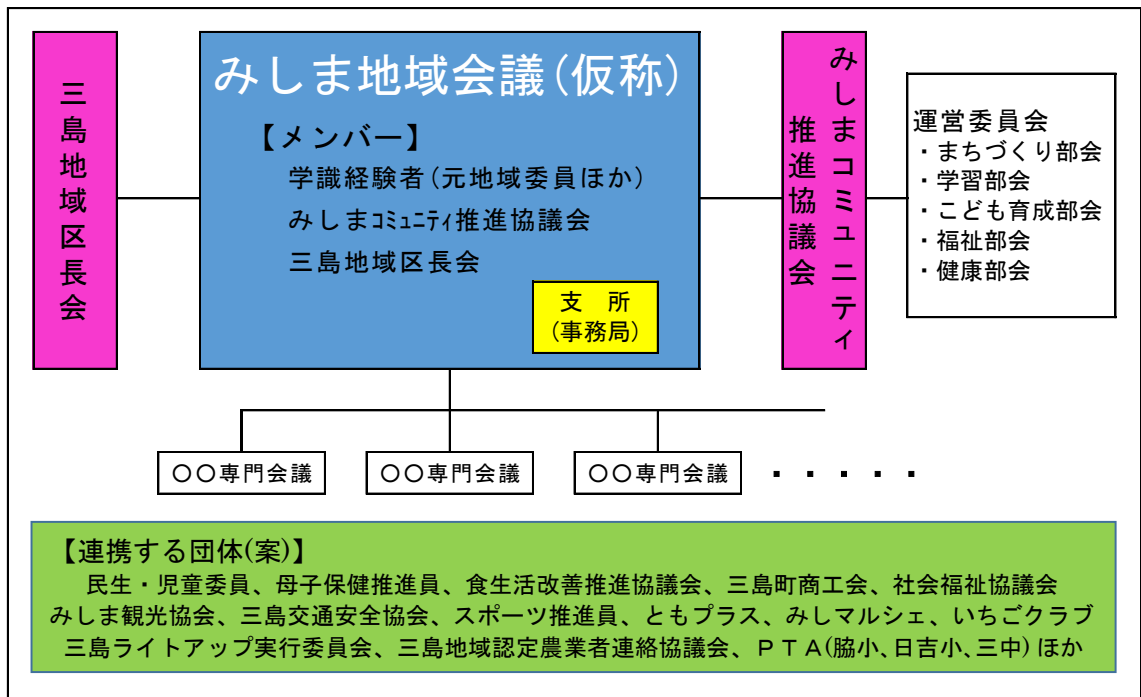 三島地域区長会
みしま地域会議(仮称)
【メンバー】
学識経験者(元地域委員ほか)
みしまｺﾐｭﾆﾃｨ推進協議会
三島地域区長会
支　所
(事務局)
みしまコミュニティ
推進協議会
運営委員会
・まちづくり部会
・学習部会
・こども育成部会
・福祉部会
・健康部会
〇〇専門会議
〇〇専門会議
〇〇専門会議
・・・・・
【連携する団体(案)】
民生・児童委員、母子保健推進員、食生活改善推進協議会、三島町商工会、社会福祉協議会
みしま観光協会、三島交通安全協会、スポーツ推進員、ともプラス、みしマルシェ、いちごクラブ
三島ライトアップ実行委員会、三島地域認定農業者連絡協議会、ＰＴＡ(脇小、日吉小、三中)ほか